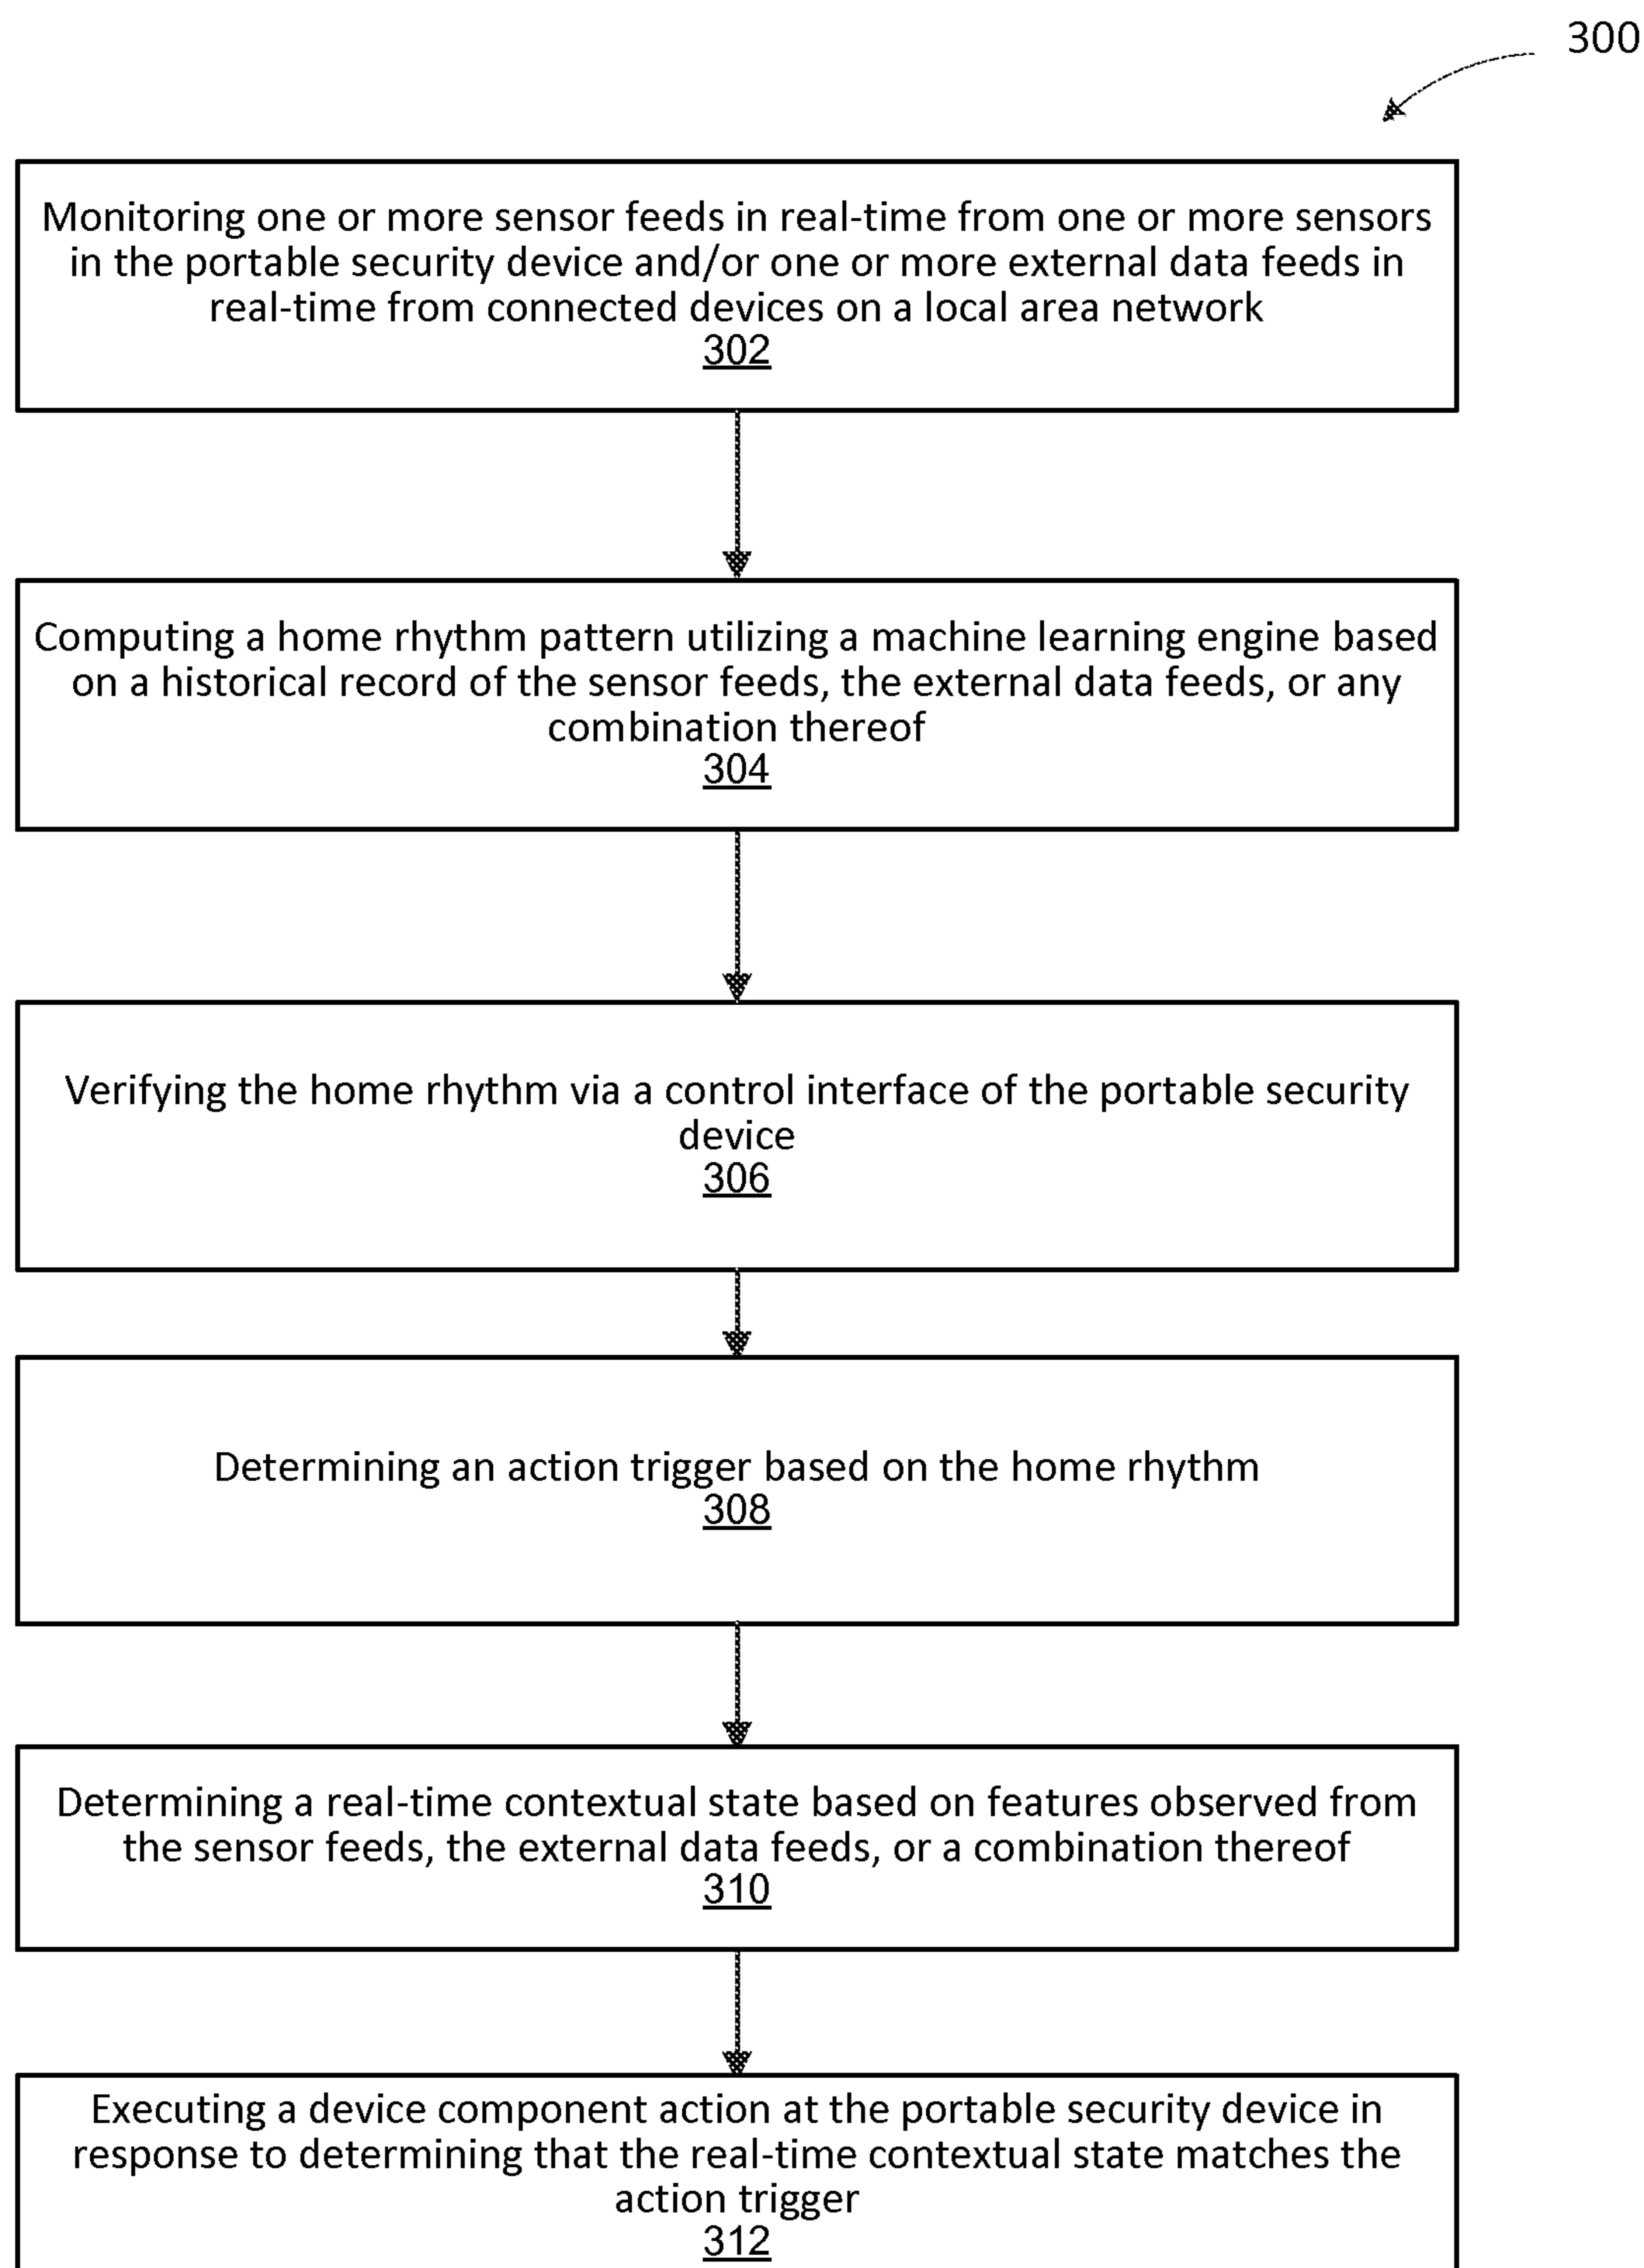 300
Monitoring one or more sensor feeds in real-time from one or more sensors
in the portable security device and/or one or more external data feeds in
real-time from connected devices on a local area network
302
Computing a home rhythm pattern utilizing a machine learning engine based
on a historical record of the sensor feeds, the external data feeds, or any
combination thereof
304
Verifying the home rhythm via a control interface of the portable security
device
306
Determining an action trigger based on the home rhythm
308
Determining a real-time contextual state based on features observed from
the sensor feeds, the external data feeds, or a combination thereof
310
Executing a device component action at the portable security device in
response to determining that the real-time contextual state matches the
action trigger
312